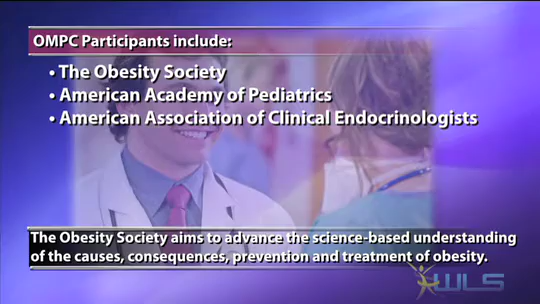 OMPC Participants include:
• The Obesity Society
• American Academy of Pediatrics
• American Association of Clinical Endocrinologists
The Obesity Society aims to advance the science-based understanding
of the causes, consequences, prevention and treatment of obesity.
WLS